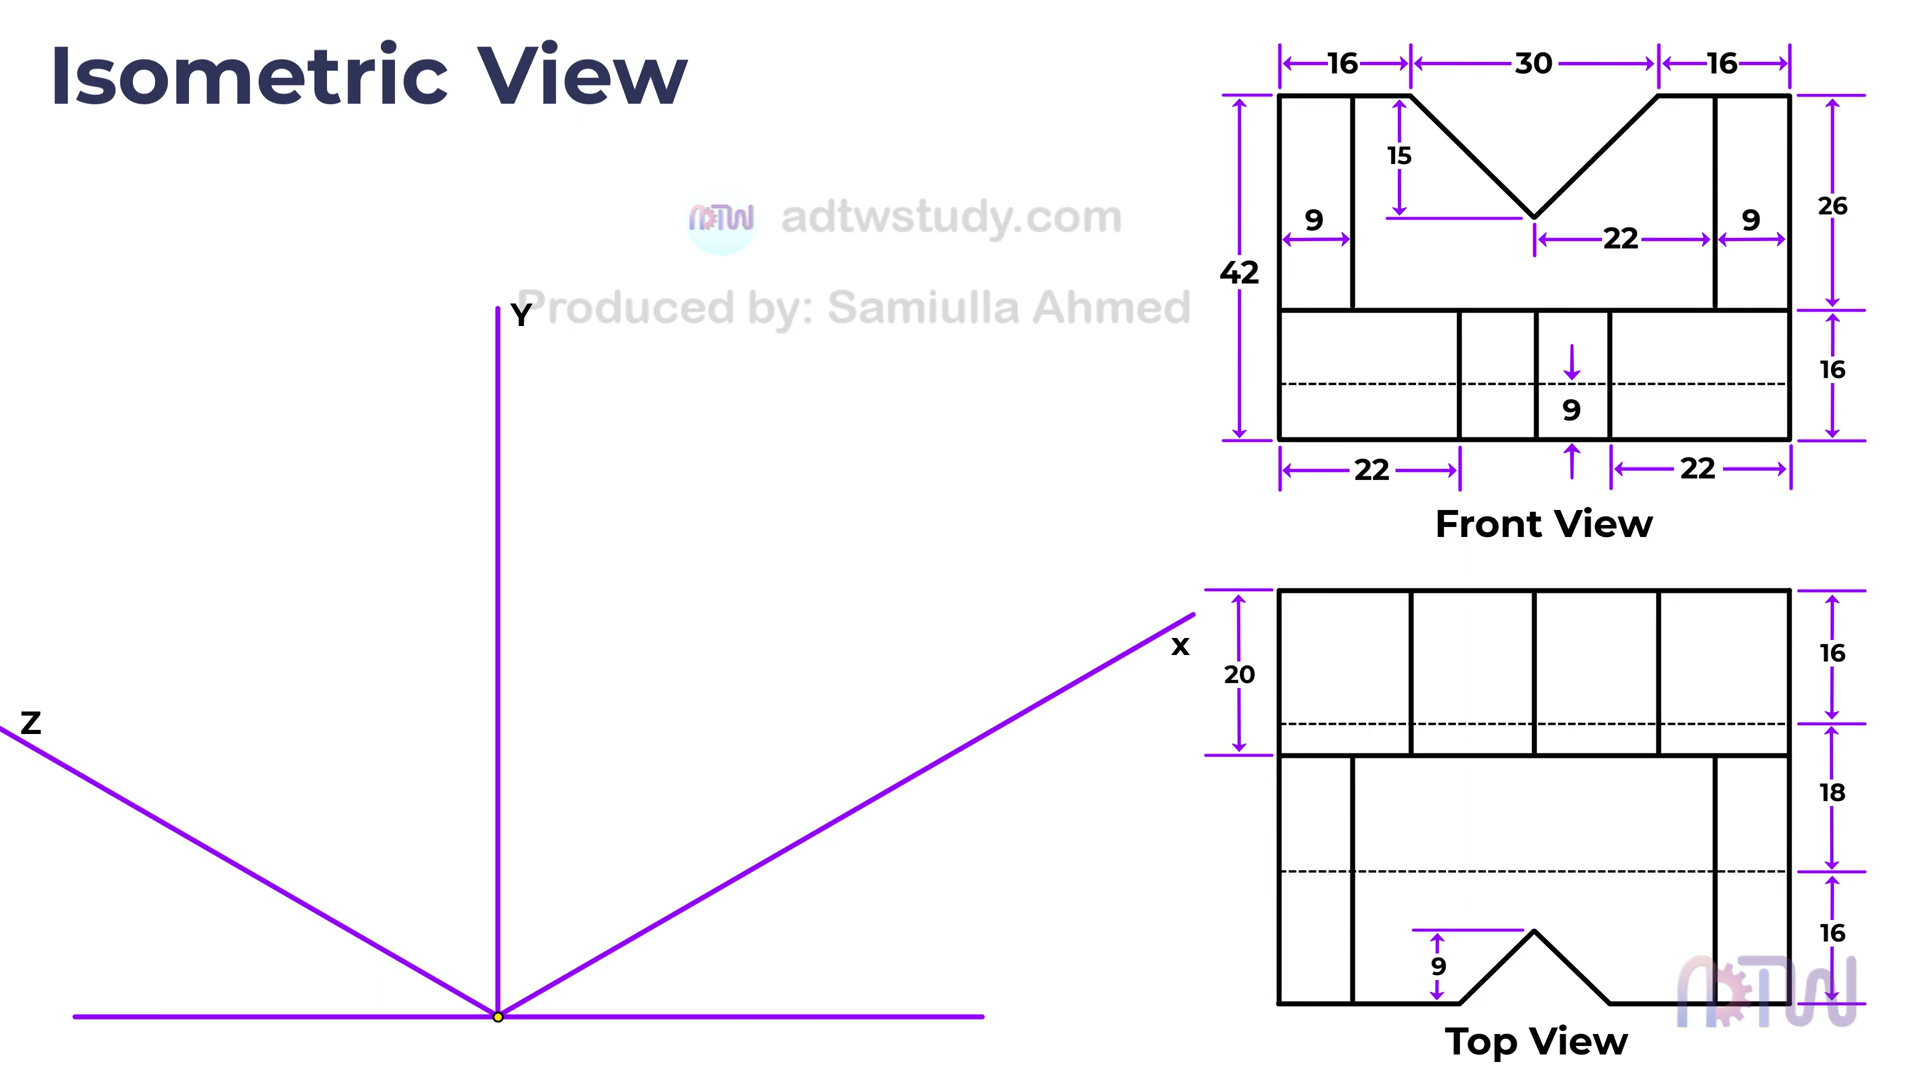 Isometric View
16 30 16
15
adtwstudy.com
9 22 9 26
42
Produced by: Samiulla Ahmed
Y
16
9
22 22
Front View
x
16
20
Z
18
16
9
ADTW
Top View